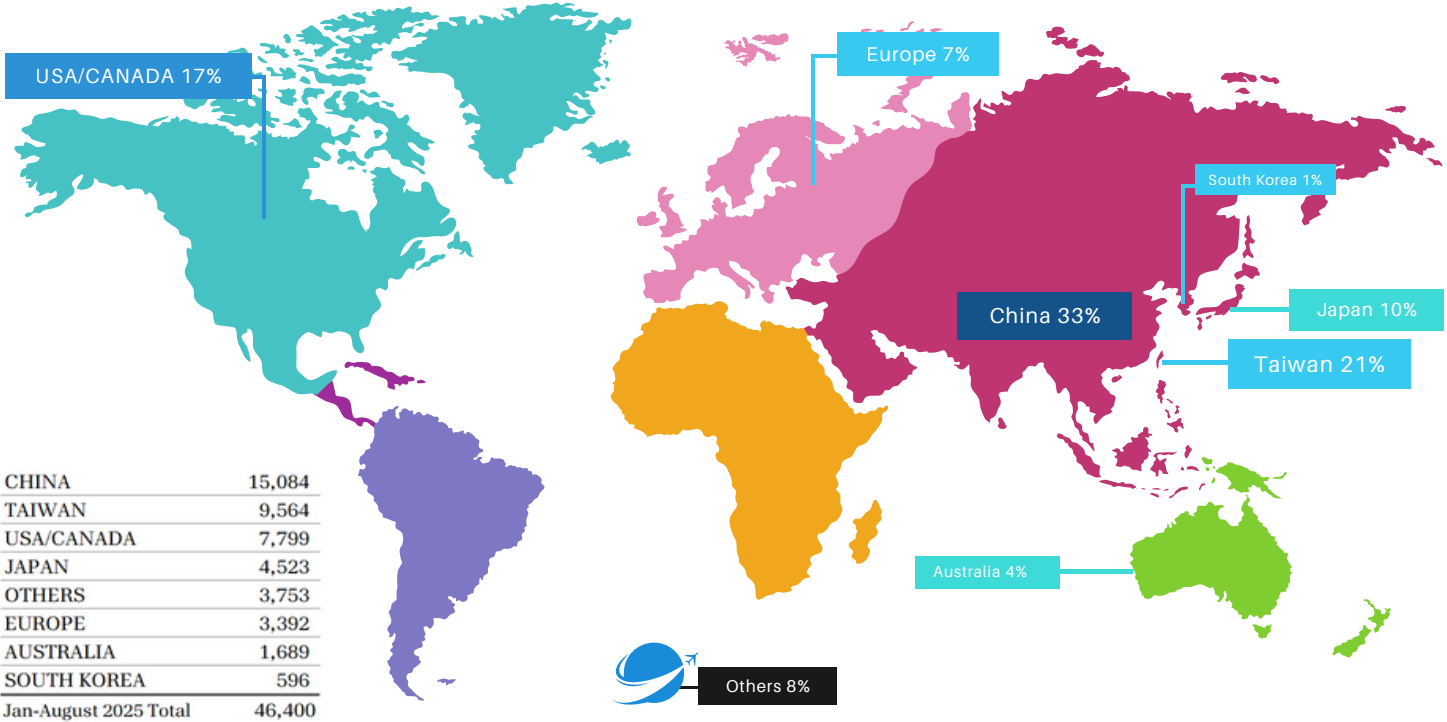 USA/CANADA 17%
Europe 7%
South Korea 1%
China 33%
Japan 10%
Taiwan 21%
CHINA 15,084
TAIWAN 9,564
USA/CANADA 7,799
JAPAN 4,523
OTHERS 3,753
EUROPE 3,392
AUSTRALIA 1,689
SOUTH KOREA 596
Jan-August 2025 Total 46,400
Australia 4%
Others 8%